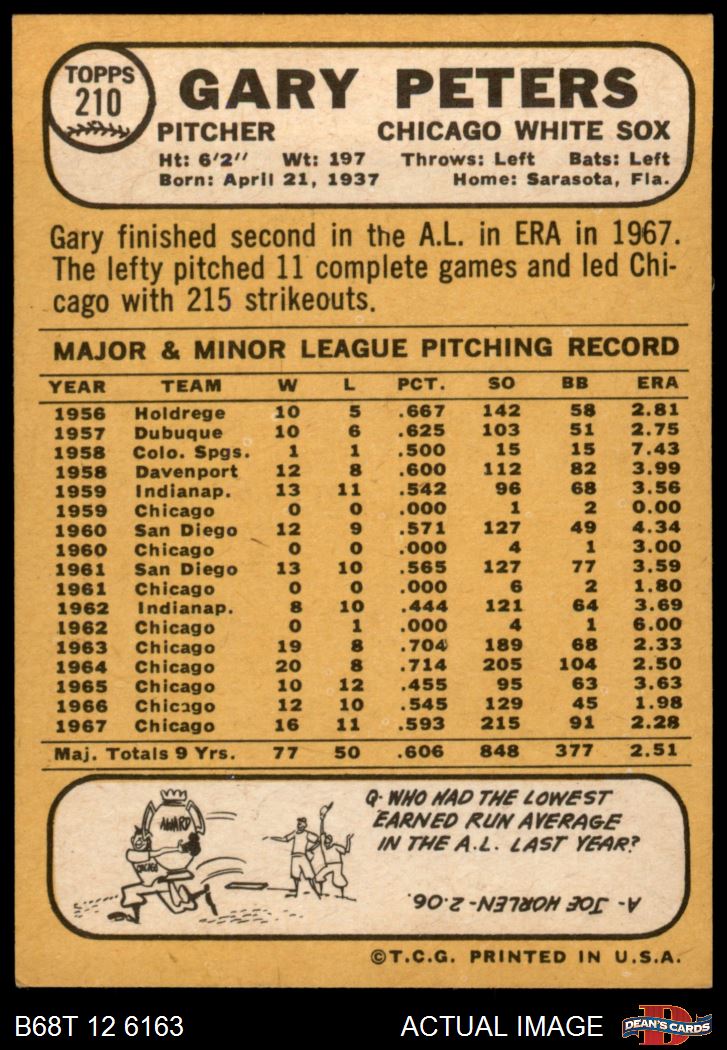 TOPPS
210
GARY PETERS
PITCHER CHICAGO WHITE SOX
Ht: 6'2'' Wt: 197 Throws: Left Bats: Left
Born: April 21, 1937 Home: Sarasota, Fla.
Gary finished second in the A.L. in ERA in 1967.
The lefty pitched 11 complete games and led Chi-
cago with 215 strikeouts.
MAJOR & MINOR LEAGUE PITCHING RECORD
YEAR TEAM W L PCT. SO BB ERA
1956 Holdrege 10 5 .667 142 58 2.81
1957 Dubuque 10 6 .625 103 51 2.75
1958 Colo. Spgs. 1 1 .500 15 15 7.43
1958 Davenport 12 8 .600 112 82 3.99
1959 Indianap. 13 11 .542 96 68 3.56
1959 Chicago 0 0 .000 1 2 0.00
1960 San Diego 12 9 .571 127 49 4.34
1960 Chicago 0 0 .000 4 1 3.00
1961 San Diego 13 10 .565 127 77 3.59
1961 Chicago 0 0 .000 6 2 1.80
1962 Indianap. 8 10 .444 121 64 3.69
1962 Chicago 0 1 .000 4 1 6.00
1963 Chicago 19 8 .704 189 68 2.33
1964 Chicago 20 8 .714 205 104 2.50
1965 Chicago 10 12 .455 95 63 3.63
1966 Chicago 12 10 .545 129 45 1.98
1967 Chicago 16 11 .593 215 91 2.28
Maj. Totals 9 Yrs. 77 50 .606 848 377 2.51
AWARD
CHICAGO
Q- WHO HAD THE LOWEST
EARNED RUN AVERAGE
IN THE A.L. LAST YEAR?
A- JOE HORLEN-2.06.
©T.C.G. PRINTED IN U.S.A.
B68T 12 6163 ACTUAL IMAGE
D
DEAN'S CARDS